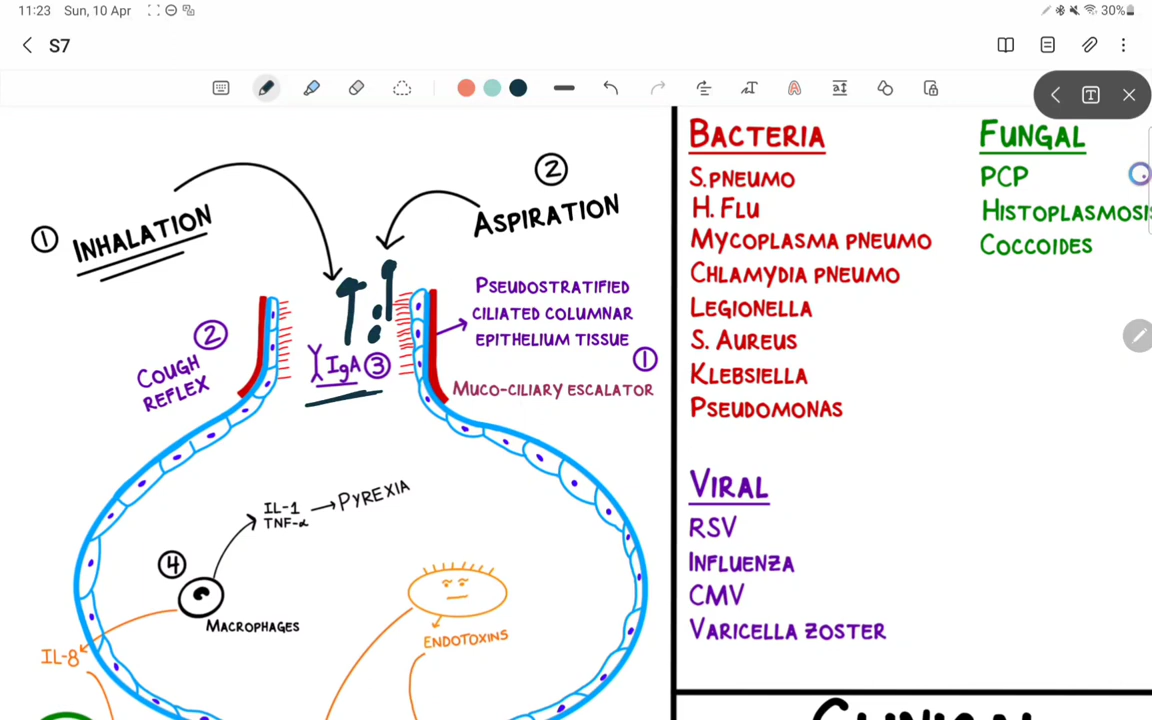 11:23 Sun, 10 Apr
30%
S7
① INHALATION
②
ASPIRATION
② COUGH
REFLEX
IgA ③
PSEUDOSTRATIFIED
CILIATED COLUMNAR
EPITHELIUM TISSUE
①
MUCO-CILIARY ESCALATOR
IL-1 → PYREXIA
TNF-α
④
MACROPHAGES
IL-8
ENDOTOXINS
BACTERIA
S.PNEUMO
H. FLU
MYCOPLASMA PNEUMO
CHLAMYDIA PNEUMO
LEGIONELLA
S. AUREUS
KLEBSIELLA
PSEUDOMONAS
VIRAL
RSV
INFLUENZA
CMV
VARICELLA ZOSTER
FUNGAL
PCP
HISTOPLASMOSIS
COCCOIDES
CLINICAL